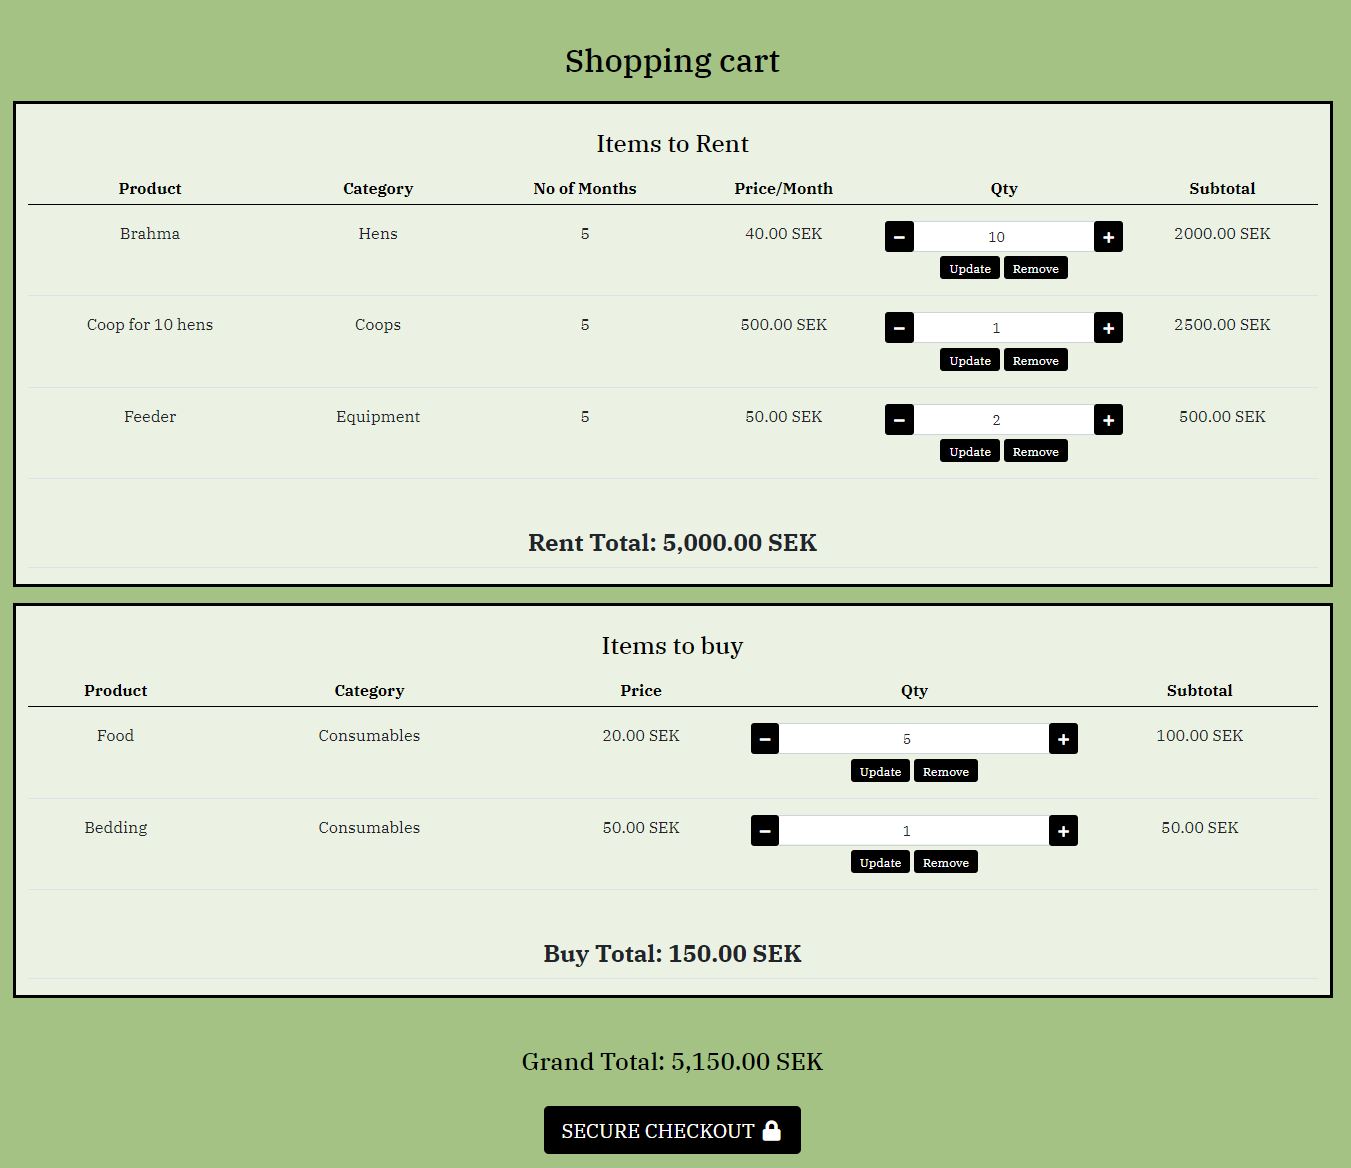 Shopping cart
Items to Rent
Product Category No of Months Price/Month Qty Subtotal
Brahma Hens 5 40.00 SEK − 10 + 2000.00 SEK
Update Remove
Coop for 10 hens Coops 5 500.00 SEK − 1 + 2500.00 SEK
Update Remove
Feeder Equipment 5 50.00 SEK − 2 + 500.00 SEK
Update Remove
Rent Total: 5,000.00 SEK
Items to buy
Product Category Price Qty Subtotal
Food Consumables 20.00 SEK − 5 + 100.00 SEK
Update Remove
Bedding Consumables 50.00 SEK − 1 + 50.00 SEK
Update Remove
Buy Total: 150.00 SEK
Grand Total: 5,150.00 SEK
SECURE CHECKOUT